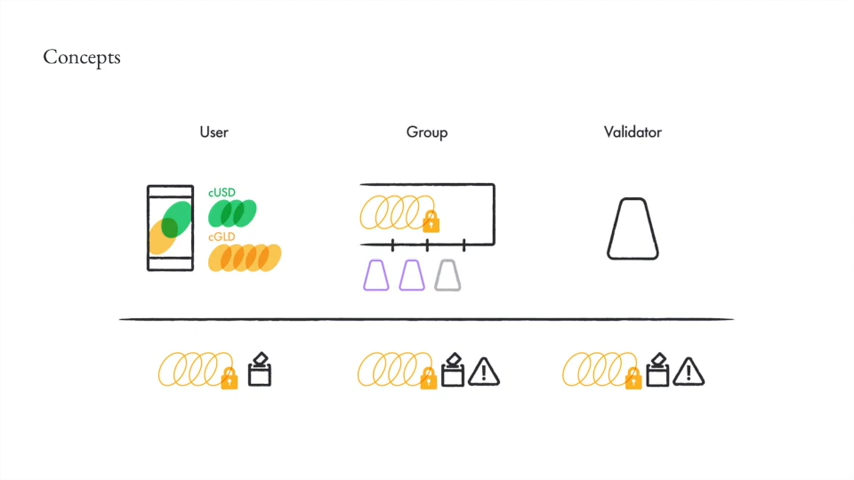 Concepts
User
Group
Validator
cUSD
cGLD